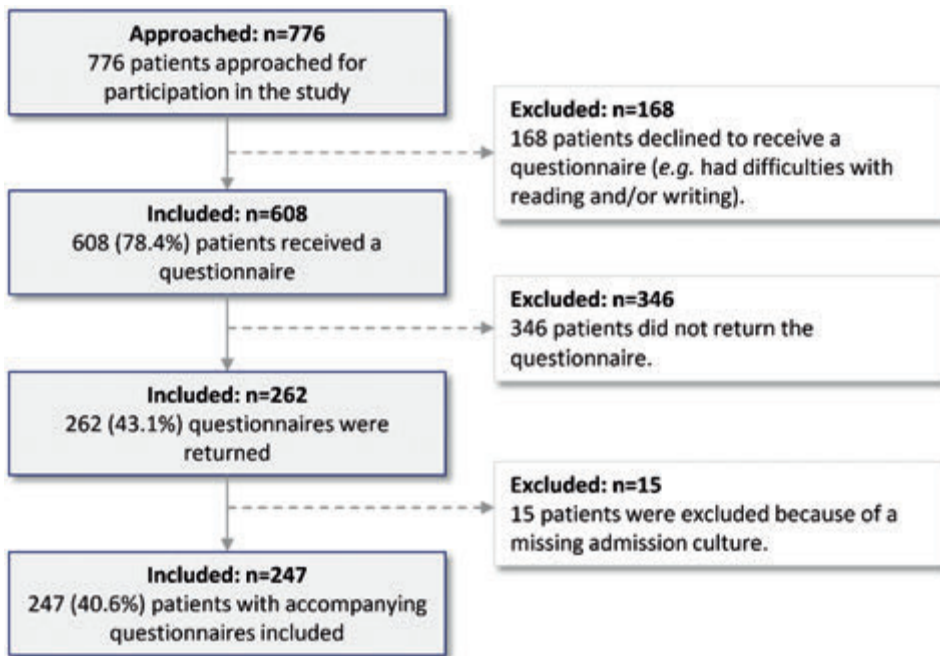 Approached: n=776
776 patients approached for
participation in the study
Excluded: n=168
168 patients declined to receive a
questionnaire (e.g. had difficulties with
reading and/or writing).
Included: n=608
608 (78.4%) patients received a
questionnaire
Excluded: n=346
346 patients did not return the
questionnaire.
Included: n=262
262 (43.1%) questionnaires were
returned
Excluded: n=15
15 patients were excluded because of a
missing admission culture.
Included: n=247
247 (40.6%) patients with accompanying
questionnaires included